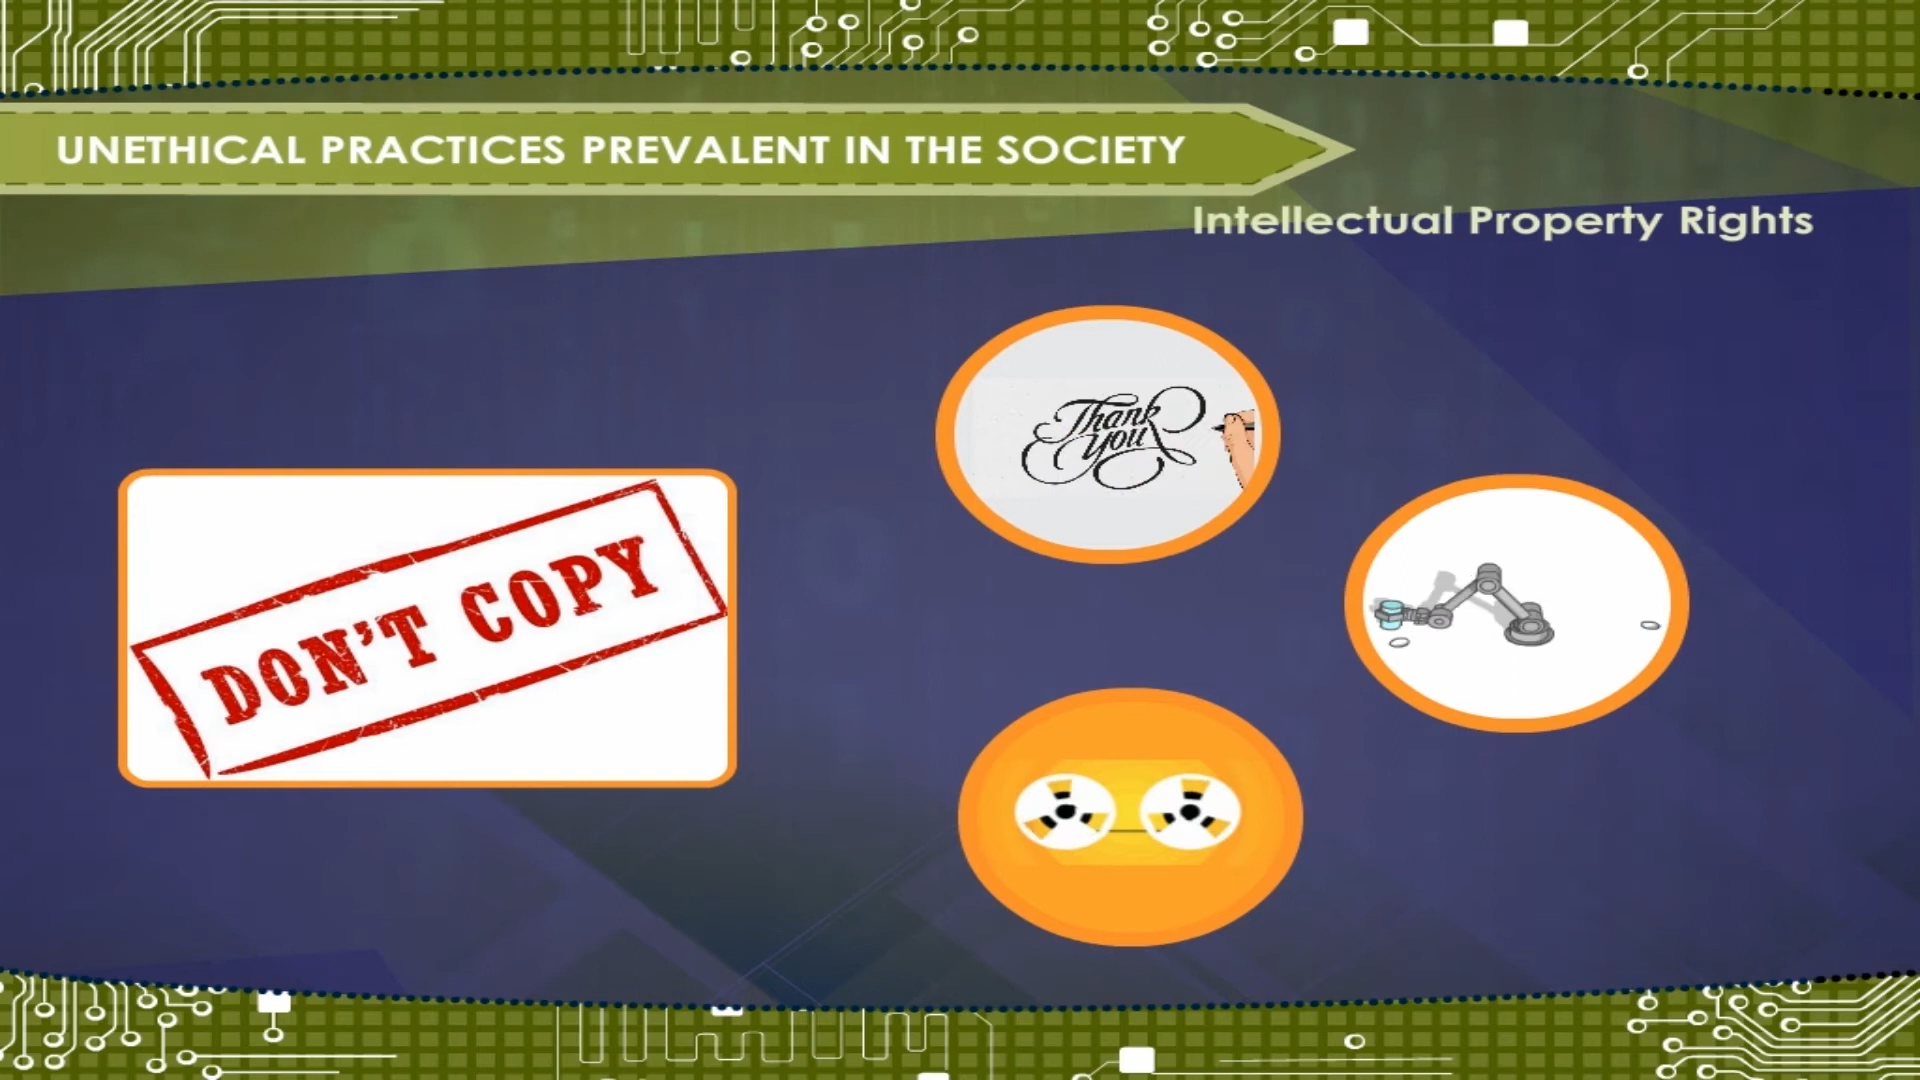 UNETHICAL PRACTICES PREVALENT IN THE SOCIETY
Intellectual Property Rights
Thank
you
DON'T COPY